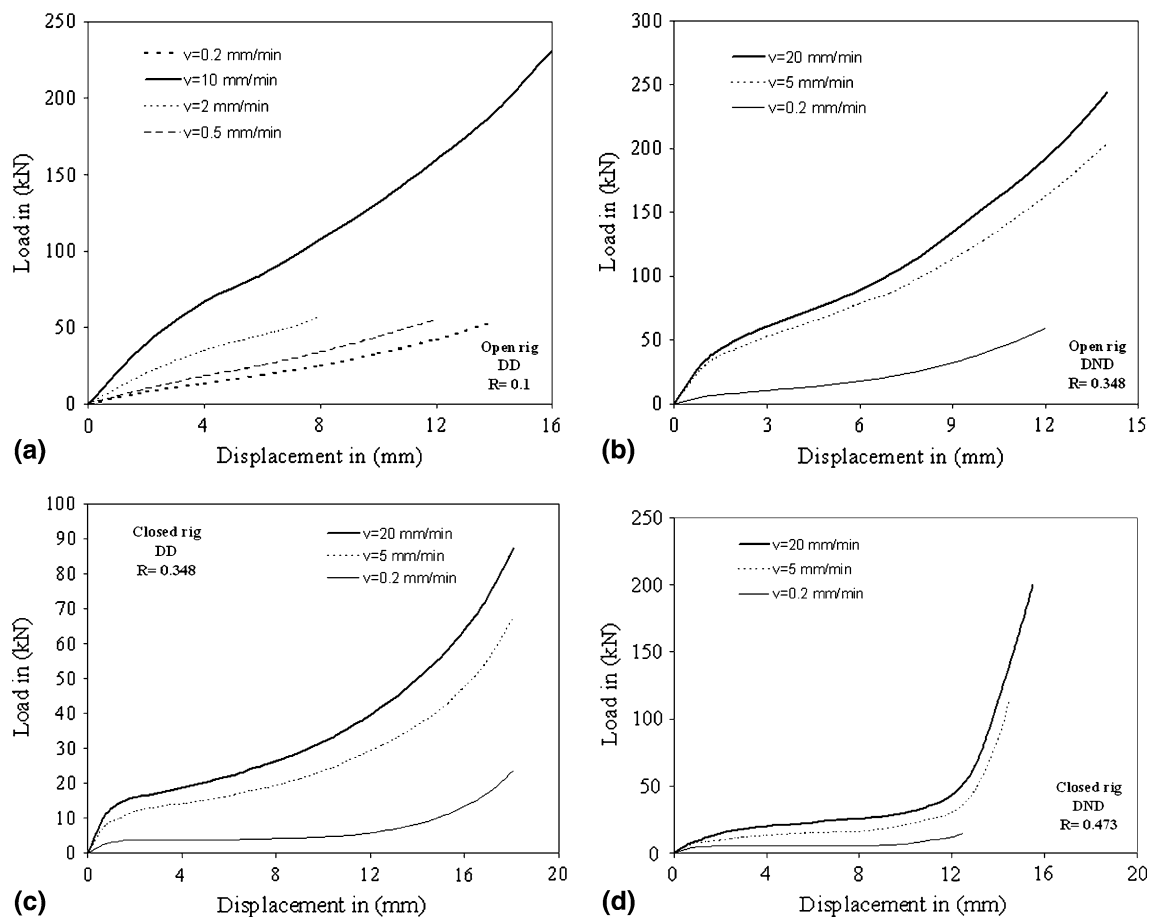 250
200
150
100
50
0
Load in (kN)
v=0.2 mm/min
v=10 mm/min
v=2 mm/min
v=0.5 mm/min
Open rig
DD
R= 0.1
0 4 8 12 16
Displacement in (mm)
(a)
300
250
200
150
100
50
0
Load in (kN)
v=20 mm/min
v=5 mm/min
v=0.2 mm/min
Open rig
DND
R= 0.348
0 3 6 9 12 15
Displacement in (mm)
(b)
100
90
80
70
60
50
40
30
20
10
0
Load in (kN)
Closed rig
DD
R= 0.348
v=20 mm/min
v=5 mm/min
v=0.2 mm/min
0 4 8 12 16 20
Displacement in (mm)
(c)
250
200
150
100
50
0
Load in (kN)
v=20 mm/min
v=5 mm/min
v=0.2 mm/min
Closed rig
DND
R= 0.473
0 4 8 12 16 20
Displacement in (mm)
(d)